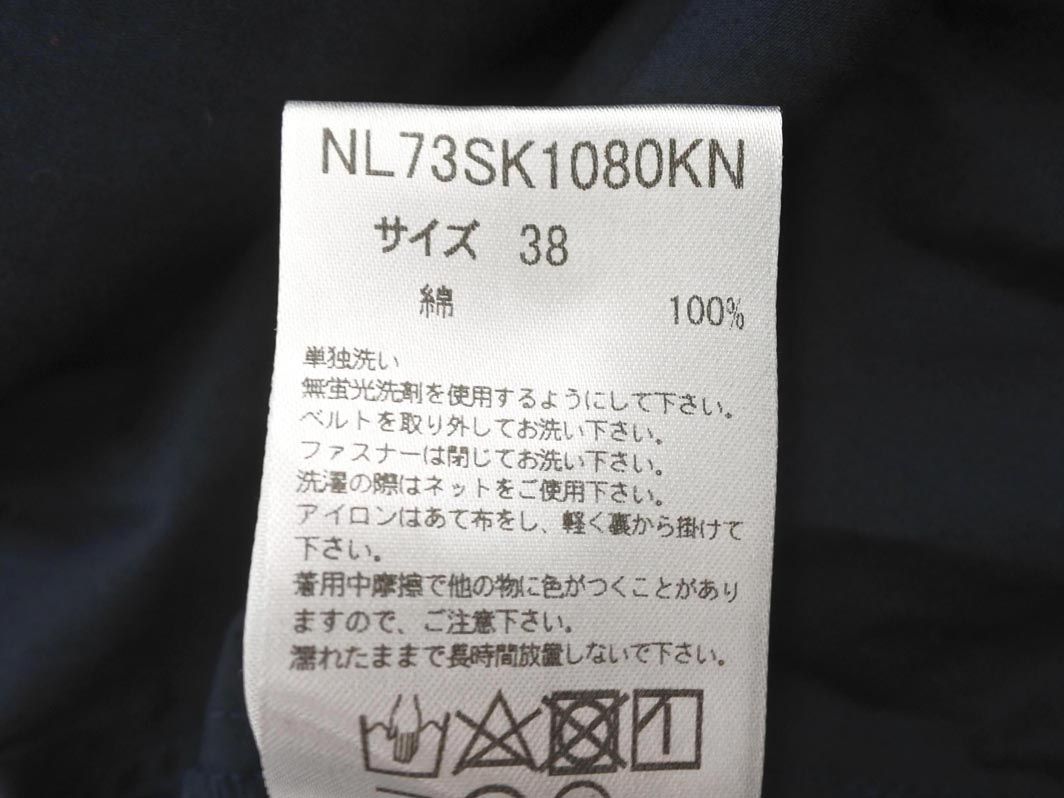 NL73SK1080KN
サイズ 38
綿 100%
単独洗い
無蛍光洗剤を使用するようにして下さい。
ベルトを取り外してお洗い下さい。
ファスナーは閉じてお洗い下さい。
洗濯の際はネットをご使用下さい。
アイロンはあて布をし、軽く裏から掛けて
下さい。
着用中摩擦で他の物に色がつくことがあり
ますので、ご注意下さい。
濡れたままで長時間放置しないで下さい。